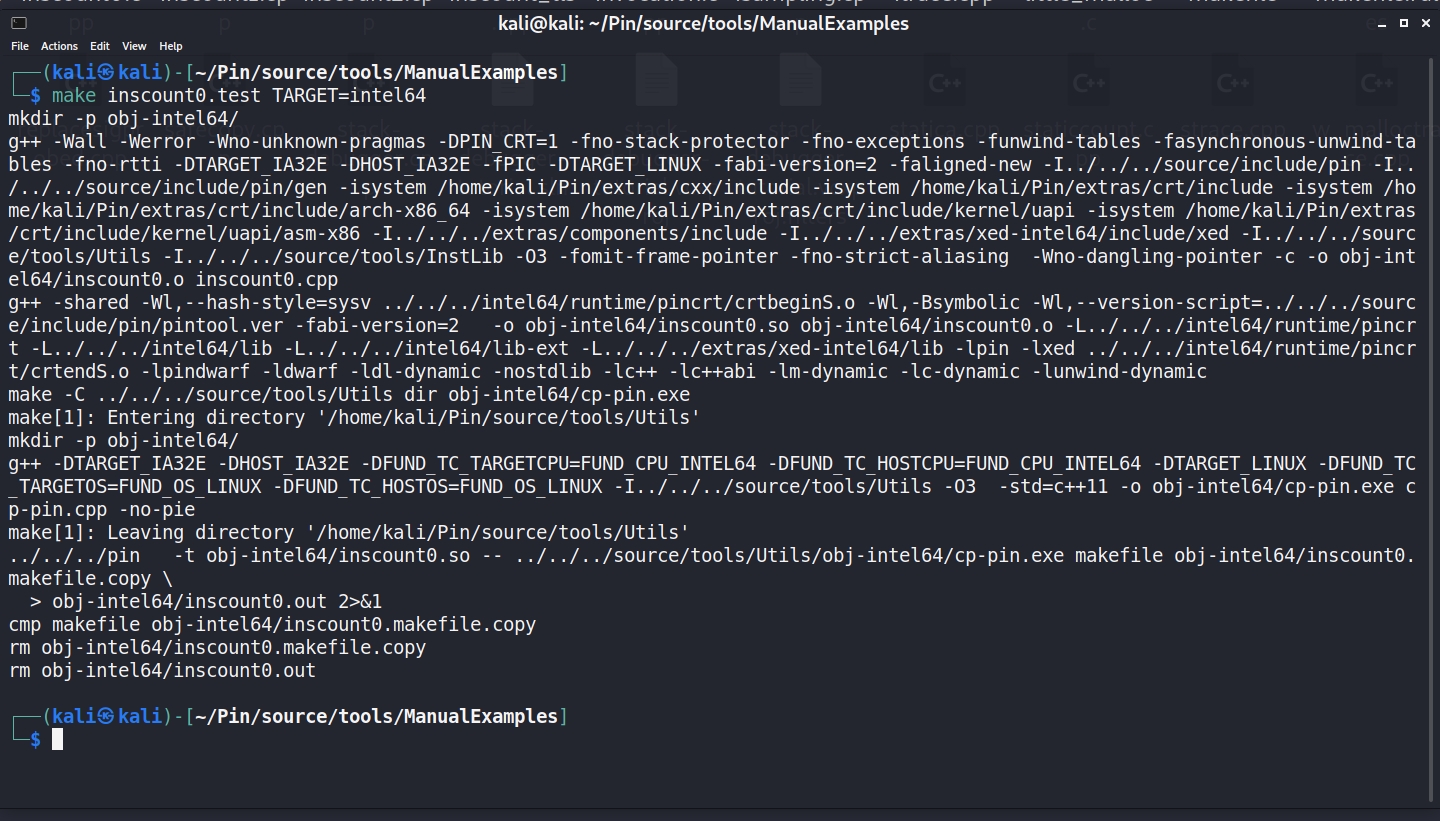 kali@kali: ~/Pin/source/tools/ManualExamples
File Actions Edit View Help
┌──(kali㉿kali)-[~/Pin/source/tools/ManualExamples]
└─$ make inscount0.test TARGET=intel64
mkdir -p obj-intel64/
g++ -Wall -Werror -Wno-unknown-pragmas -DPIN_CRT=1 -fno-stack-protector -fno-exceptions -funwind-tables -fasynchronous-unwind-ta
bles -fno-rtti -DTARGET_IA32E -DHOST_IA32E -fPIC -DTARGET_LINUX -fabi-version=2 -faligned-new -I../../../source/include/pin -I..
/../../source/include/pin/gen -isystem /home/kali/Pin/extras/cxx/include -isystem /home/kali/Pin/extras/crt/include -isystem /ho
me/kali/Pin/extras/crt/include/arch-x86_64 -isystem /home/kali/Pin/extras/crt/include/kernel/uapi -isystem /home/kali/Pin/extras
/crt/include/kernel/uapi/asm-x86 -I../../../extras/components/include -I../../../extras/xed-intel64/include/xed -I../../../sourc
e/tools/Utils -I../../../source/tools/InstLib -O3 -fomit-frame-pointer -fno-strict-aliasing  -Wno-dangling-pointer -c -o obj-int
el64/inscount0.o inscount0.cpp
g++ -shared -Wl,--hash-style=sysv ../../../intel64/runtime/pincrt/crtbeginS.o -Wl,-Bsymbolic -Wl,--version-script=../../../sourc
e/include/pin/pintool.ver -fabi-version=2   -o obj-intel64/inscount0.so obj-intel64/inscount0.o -L../../../intel64/runtime/pincr
t -L../../../intel64/lib -L../../../intel64/lib-ext -L../../../extras/xed-intel64/lib -lpin -lxed ../../../intel64/runtime/pincr
t/crtendS.o -lpindwarf -ldwarf -ldl-dynamic -nostdlib -lc++ -lc++abi -lm-dynamic -lc-dynamic -lunwind-dynamic
make -C ../../../source/tools/Utils dir obj-intel64/cp-pin.exe
make[1]: Entering directory '/home/kali/Pin/source/tools/Utils'
mkdir -p obj-intel64/
g++ -DTARGET_IA32E -DHOST_IA32E -DFUND_TC_TARGETCPU=FUND_CPU_INTEL64 -DFUND_TC_HOSTCPU=FUND_CPU_INTEL64 -DTARGET_LINUX -DFUND_TC
_TARGETOS=FUND_OS_LINUX -DFUND_TC_HOSTOS=FUND_OS_LINUX -I../../../source/tools/Utils -O3  -std=c++11 -o obj-intel64/cp-pin.exe c
p-pin.cpp -no-pie
make[1]: Leaving directory '/home/kali/Pin/source/tools/Utils'
../../../pin   -t obj-intel64/inscount0.so -- ../../../source/tools/Utils/obj-intel64/cp-pin.exe makefile obj-intel64/inscount0.
makefile.copy \
  > obj-intel64/inscount0.out 2>&1
cmp makefile obj-intel64/inscount0.makefile.copy
rm obj-intel64/inscount0.makefile.copy
rm obj-intel64/inscount0.out
┌──(kali㉿kali)-[~/Pin/source/tools/ManualExamples]
└─$